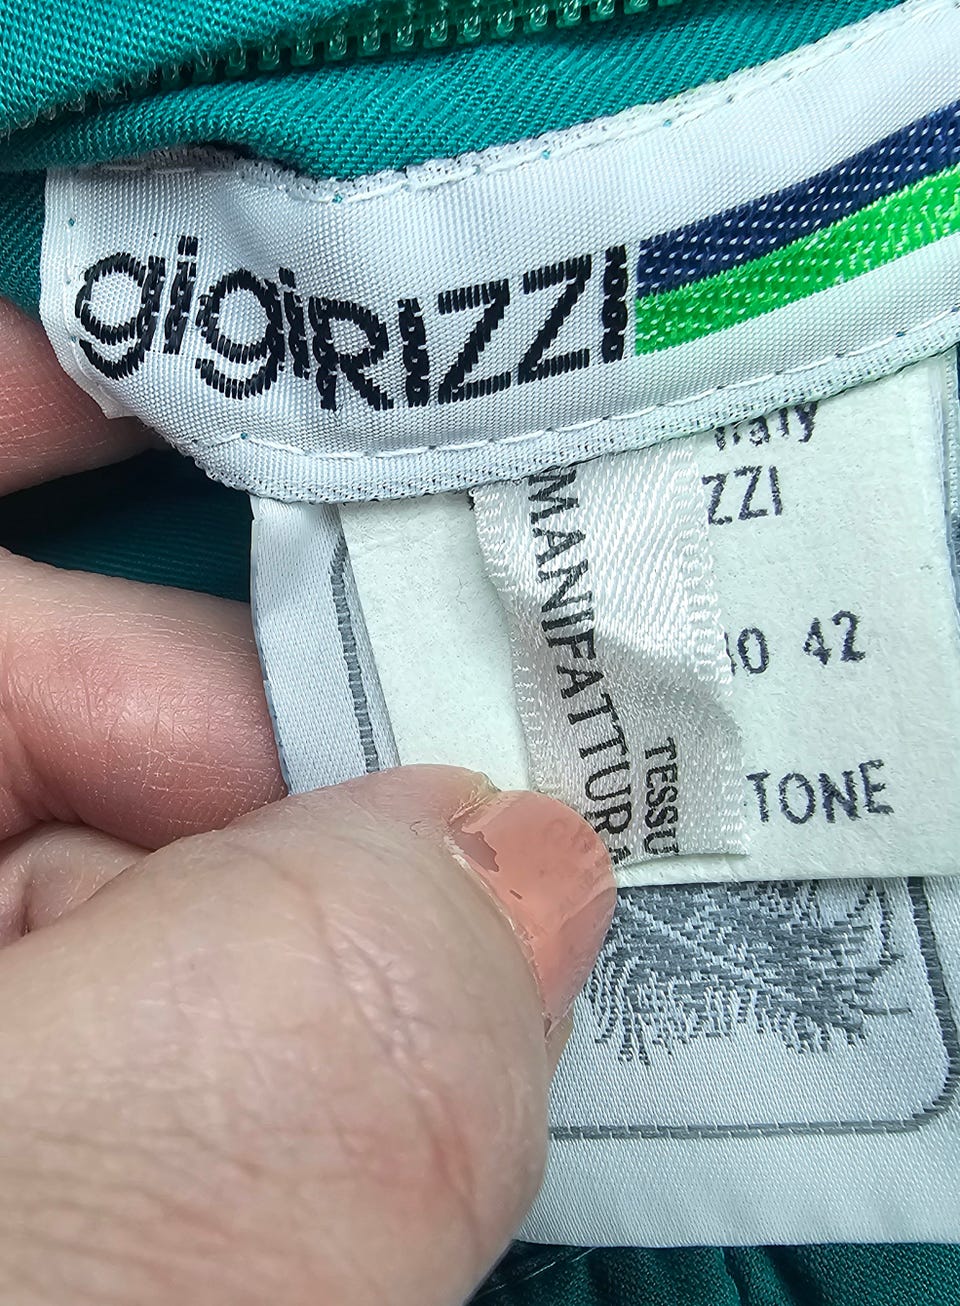 gigiRIZZI
Italy
ZZI
40 42
TONE
MANIFATTURA
TESSU